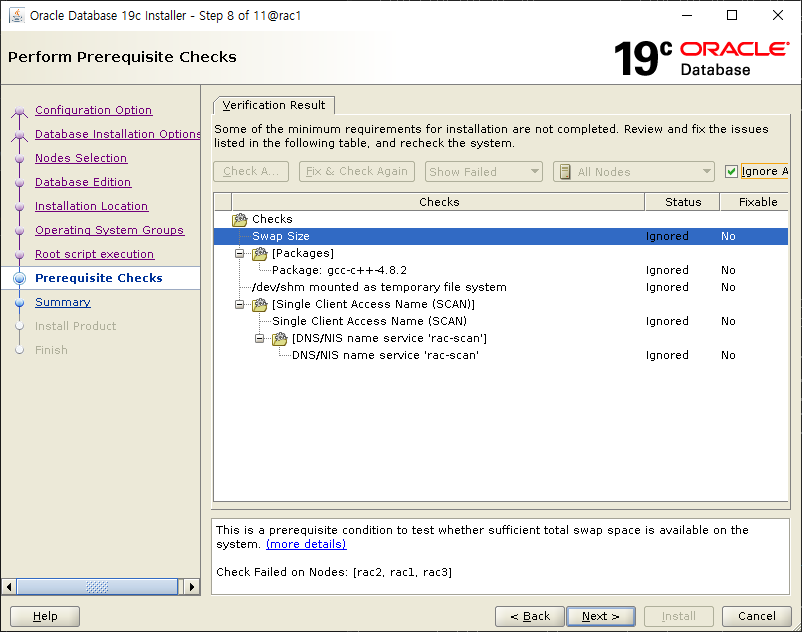 Oracle Database 19c Installer - Step 8 of 11@rac1
Perform Prerequisite Checks
19c ORACLE
Database
Configuration Option
Database Installation Options
Nodes Selection
Database Edition
Installation Location
Operating System Groups
Root script execution
Prerequisite Checks
Summary
Install Product
Finish
Verification Result
Some of the minimum requirements for installation are not completed. Review and fix the issues
listed in the following table, and recheck the system.
Check A... Fix & Check Again Show Failed All Nodes Ignore A
Checks Status Fixable
Checks
Swap Size Ignored No
[Packages]
Package: gcc-c++-4.8.2 Ignored No
/dev/shm mounted as temporary file system Ignored No
[Single Client Access Name (SCAN)]
Single Client Access Name (SCAN) Ignored No
[DNS/NIS name service 'rac-scan']
DNS/NIS name service 'rac-scan' Ignored No
This is a prerequisite condition to test whether sufficient total swap space is available on the
system. (more details)
Check Failed on Nodes: [rac2, rac1, rac3]
Help < Back Next > Install Cancel